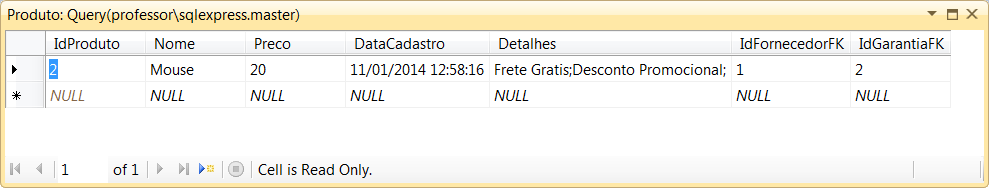 Produto: Query(professor\sqlexpress.master)
IdProduto Nome Preco DataCadastro Detalhes IdFornecedorFK IdGarantiaFK
2 Mouse 20 11/01/2014 12:58:16 Frete Gratis;Desconto Promocional; 1 2
NULL NULL NULL NULL NULL NULL NULL
1 of 1 Cell is Read Only.